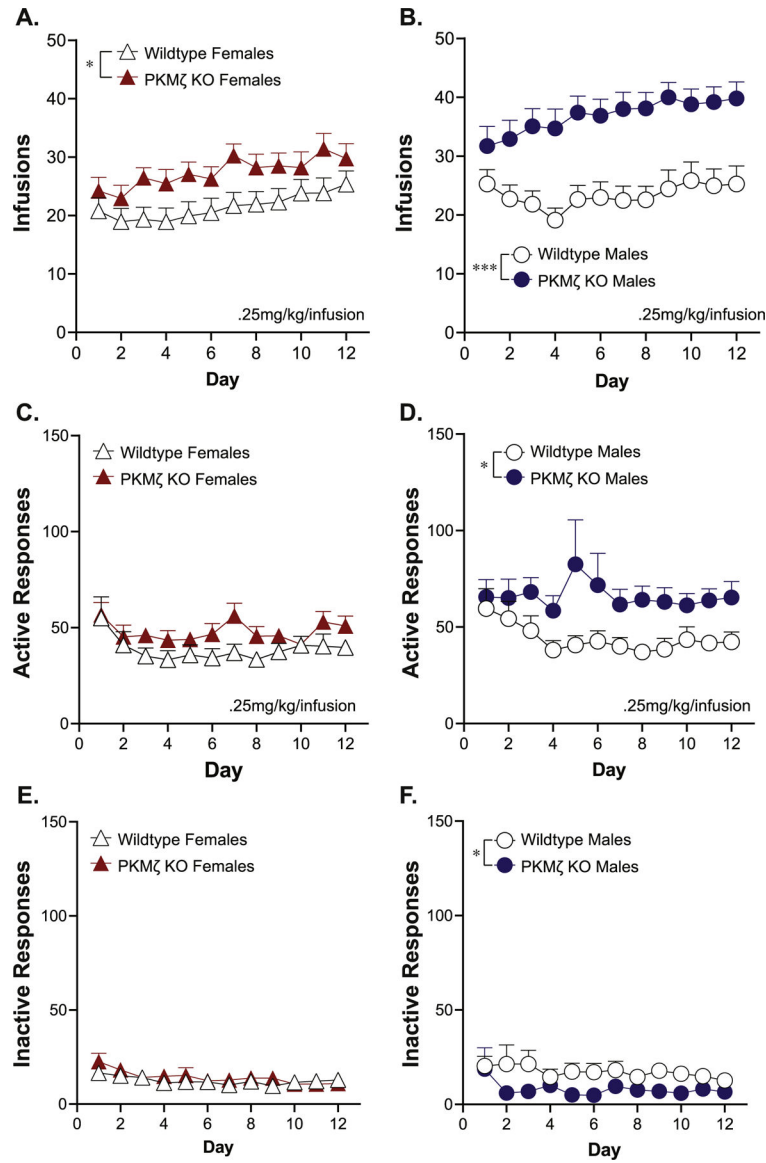 A.
50
40
30
20
10
0
Infusions
* Wildtype Females
PKMζ KO Females
.25mg/kg/infusion
0 2 4 6 8 10 12
Day
B.
50
40
30
20
10
0
Infusions
Wildtype Males
*** PKMζ KO Males
.25mg/kg/infusion
0 2 4 6 8 10 12
Day
C.
150
100
50
0
Active Responses
Wildtype Females
PKMζ KO Females
.25mg/kg/infusion
0 2 4 6 8 10 12
Day
D.
150
100
50
0
Active Responses
* Wildtype Males
PKMζ KO Males
.25mg/kg/infusion
0 2 4 6 8 10 12
Day
E.
150
100
50
0
Inactive Responses
Wildtype Females
PKMζ KO Females
0 2 4 6 8 10 12
Day
F.
150
100
50
0
Inactive Responses
* Wildtype Males
PKMζ KO Males
0 2 4 6 8 10 12
Day